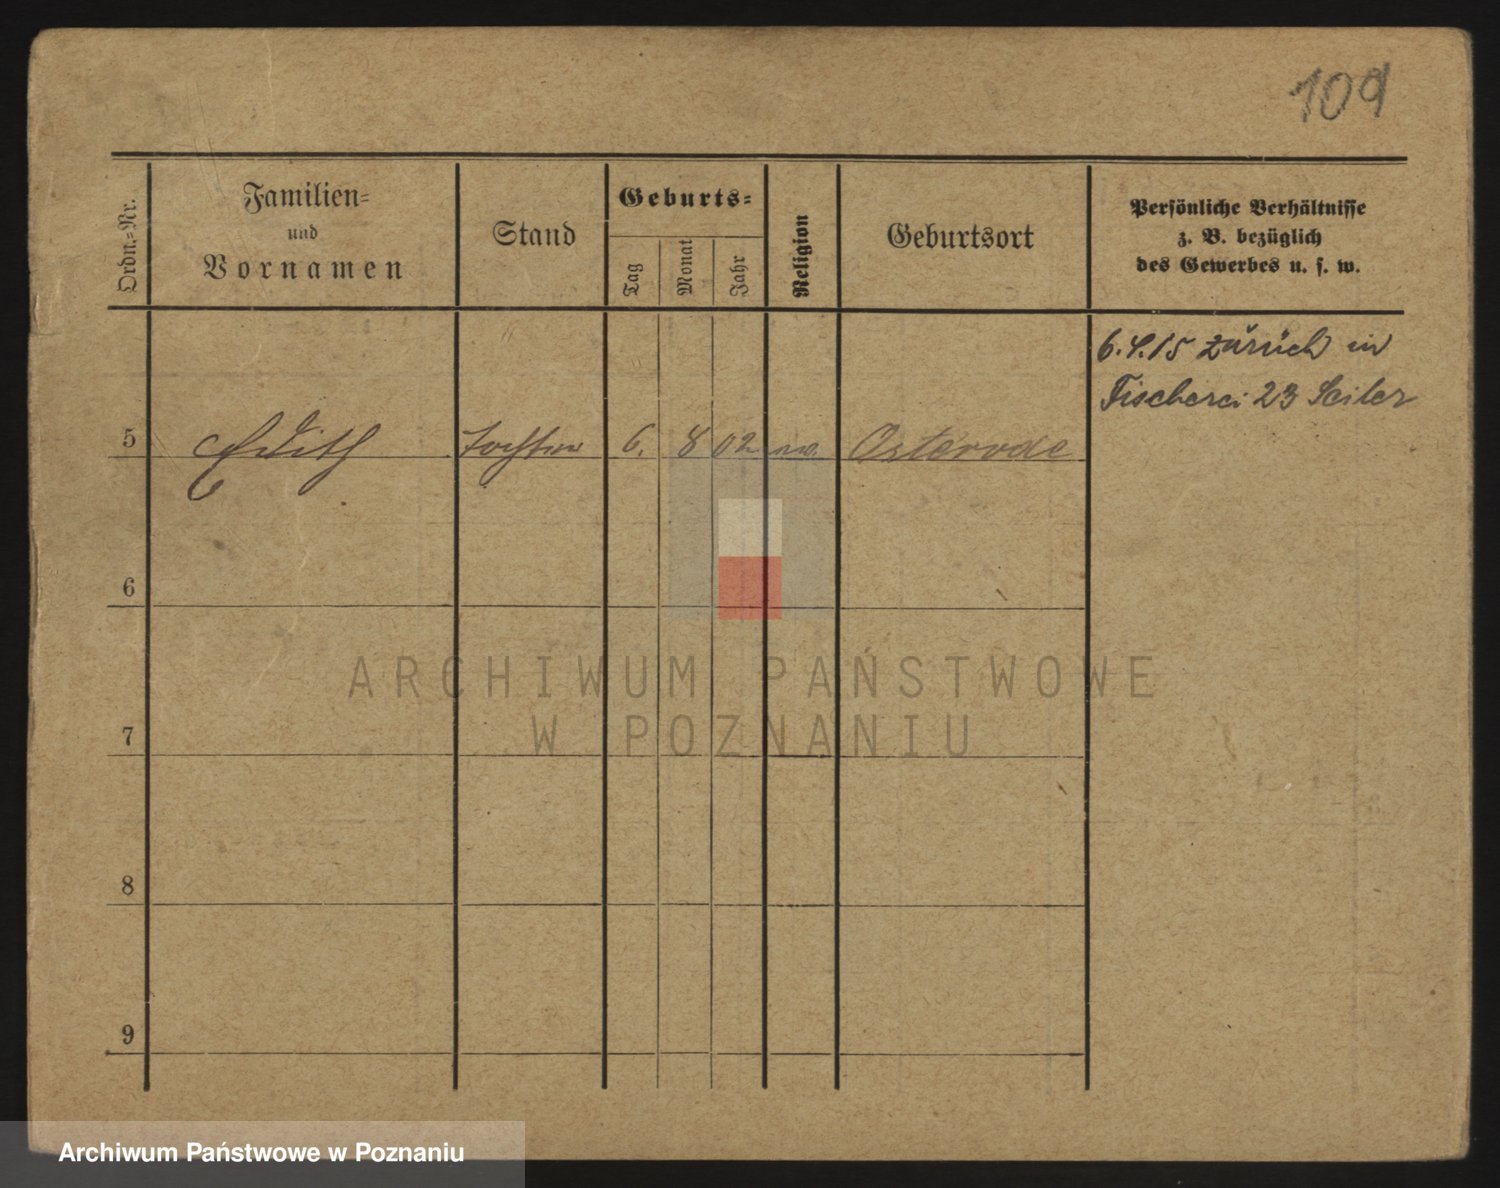 109
Ordn.-Nr.
Familien-
und
Vornamen
Stand
Geburts-
Tag
Monat
Jahr
Religion
Geburtsort
Persönliche Verhältnisse
z. B. bezüglich
des Gewerbes u. s. w.
6.4.15 zurück in
Fischerei 23 Seiler
5 Edith Tochter 6. 8 02 ev. Osterode
6
7
8
9
ARCHIWUM PAŃSTWOWE
W POZNANIU
Archiwum Państwowe w Poznaniu